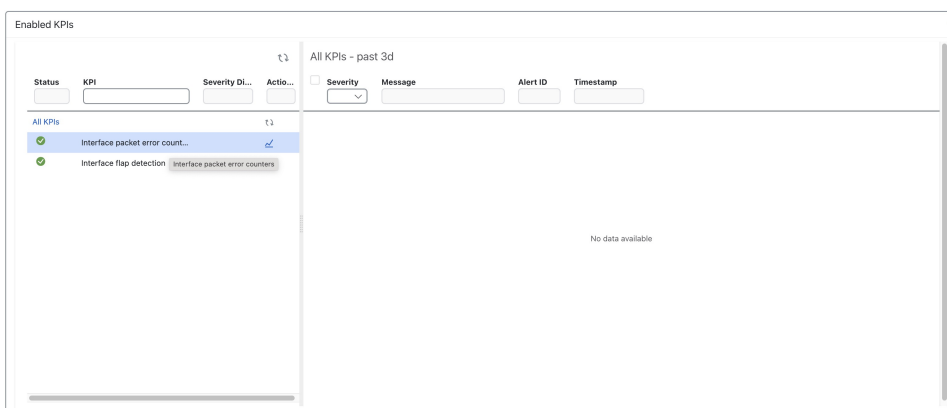 Enabled KPIs
All KPIs - past 3d
Status KPI Severity Di... Actio...
Severity Message Alert ID Timestamp
All KPIs
Interface packet error count...
Interface flap detection
Interface packet error counters
No data available